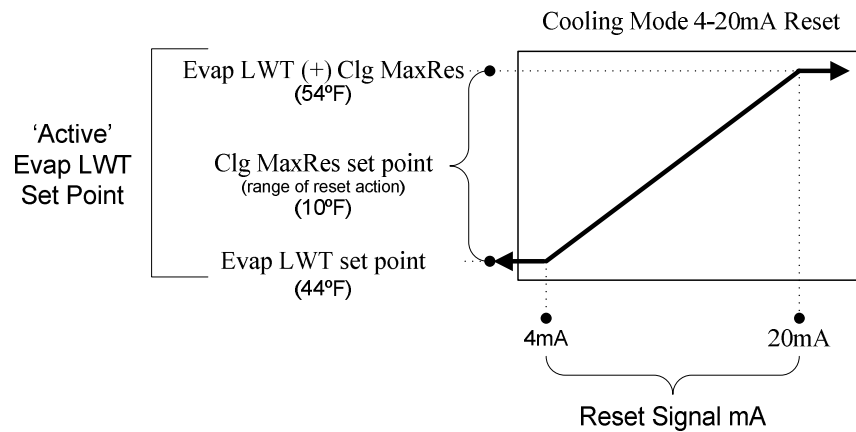 Cooling Mode 4-20mA Reset
Evap LWT (+) Clg MaxRes
(54ºF)
‘Active’
Evap LWT
Set Point
Clg MaxRes set point
(range of reset action)
(10ºF)
Evap LWT set point
(44ºF)
4mA
20mA
Reset Signal mA